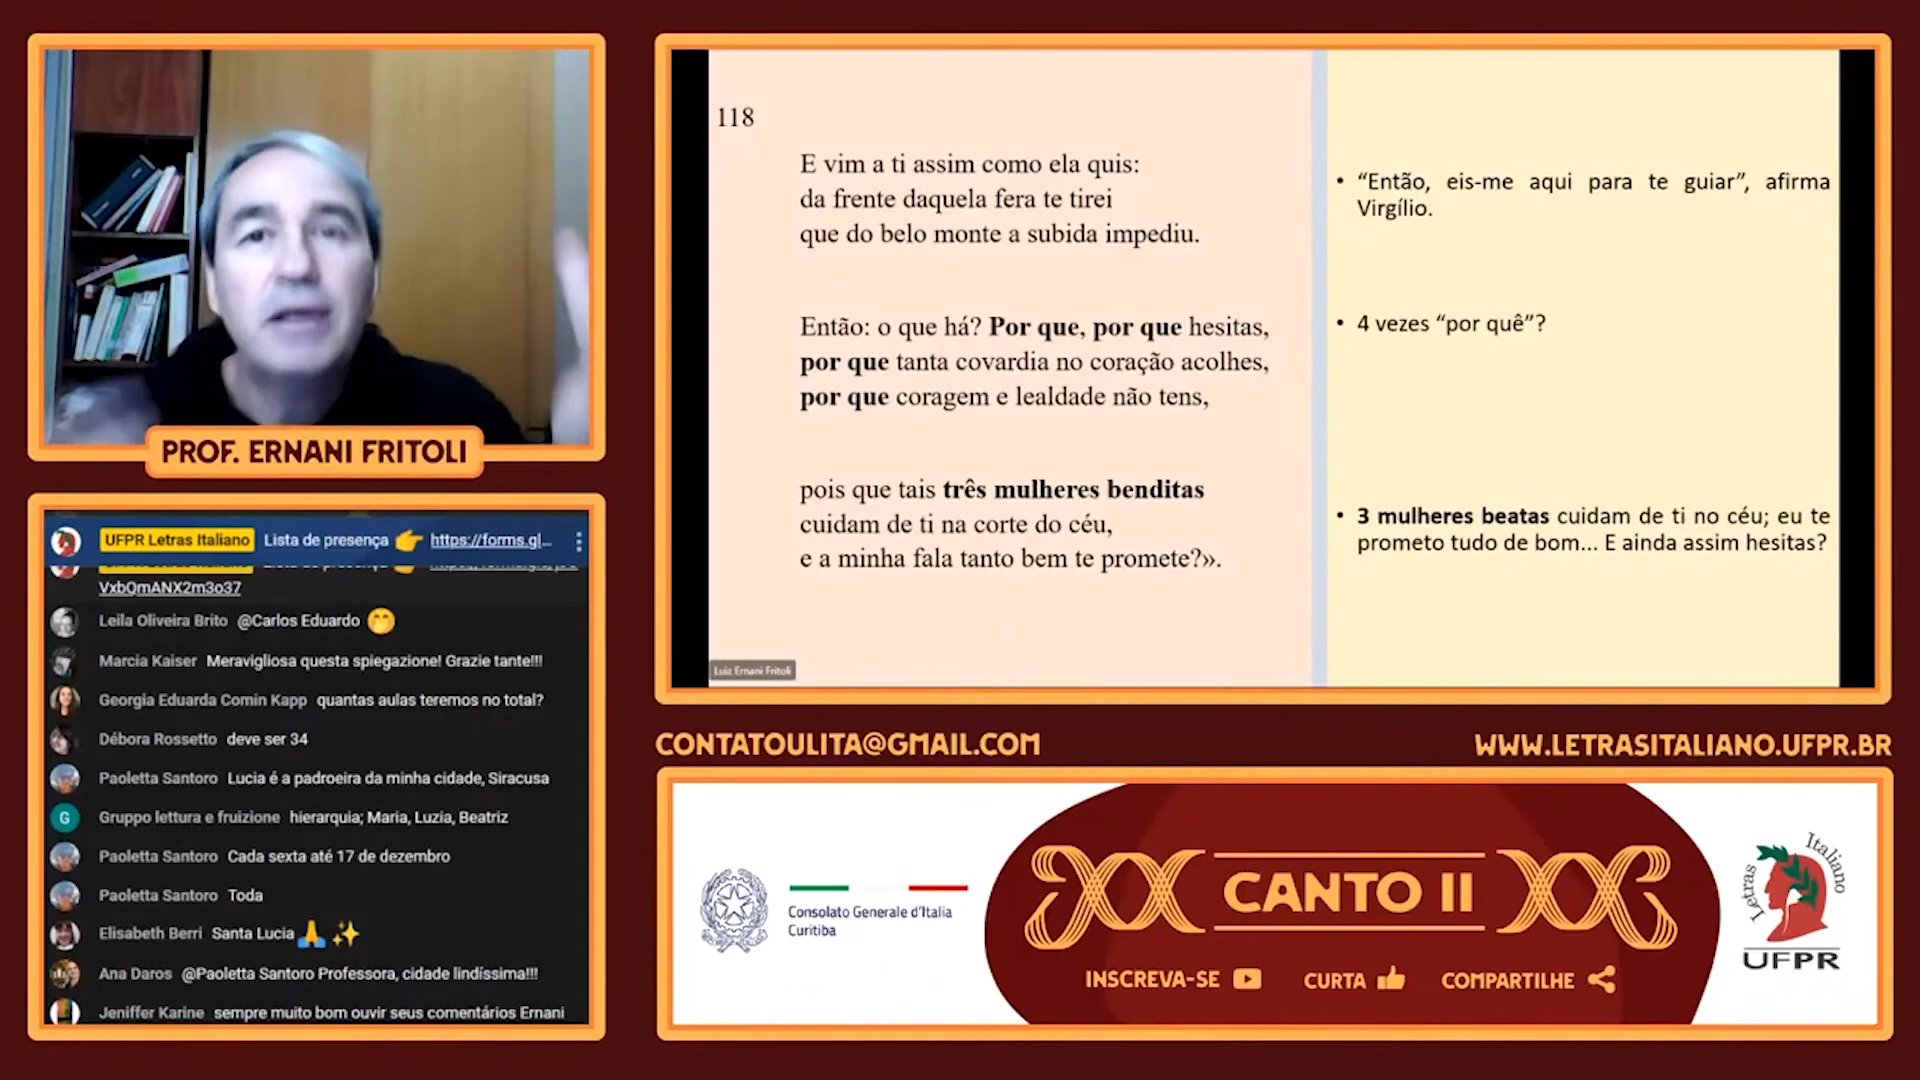 PROF. ERNANI FRITOLI
118
E vim a ti assim como ela quis:
da frente daquela fera te tirei
que do belo monte a subida impediu.
Então: o que há? Por que, por que hesitas,
por que tanta covardia no coração acolhes,
por que coragem e lealdade não tens,
pois que tais três mulheres benditas
cuidam de ti na corte do céu,
e a minha fala tanto bem te promete?».
Luiz Ernani Fritoli
• “Então, eis-me aqui para te guiar”, afirma
Virgílio.
• 4 vezes “por quê”?
• 3 mulheres beatas cuidam de ti no céu; eu te
prometo tudo de bom... E ainda assim hesitas?
UFPR Letras Italiano Lista de presença 👉 https://forms.gl...
VxbQmANX2m3o37
Leila Oliveira Brito @Carlos Eduardo 🤭
Marcia Kaiser Meravigliosa questa spiegazione! Grazie tante!!!
Georgia Eduarda Comin Kapp quantas aulas teremos no total?
Débora Rossetto deve ser 34
Paoletta Santoro Lucia é a padroeira da minha cidade, Siracusa
G Gruppo lettura e fruizione hierarquia; Maria, Luzia, Beatriz
Paoletta Santoro Cada sexta até 17 de dezembro
Paoletta Santoro Toda
Elisabeth Berri Santa Lucia 🙏✨
Ana Daros @Paoletta Santoro Professora, cidade lindíssima!!!
Jeniffer Karine sempre muito bom ouvir seus comentários Ernani
CONTATOULITA@GMAIL.COM
WWW.LETRASITALIANO.UFPR.BR
Consolato Generale d'Italia
Curitiba
CANTO II
INSCREVA-SE
CURTA
COMPARTILHE
Letras Italiano
UFPR